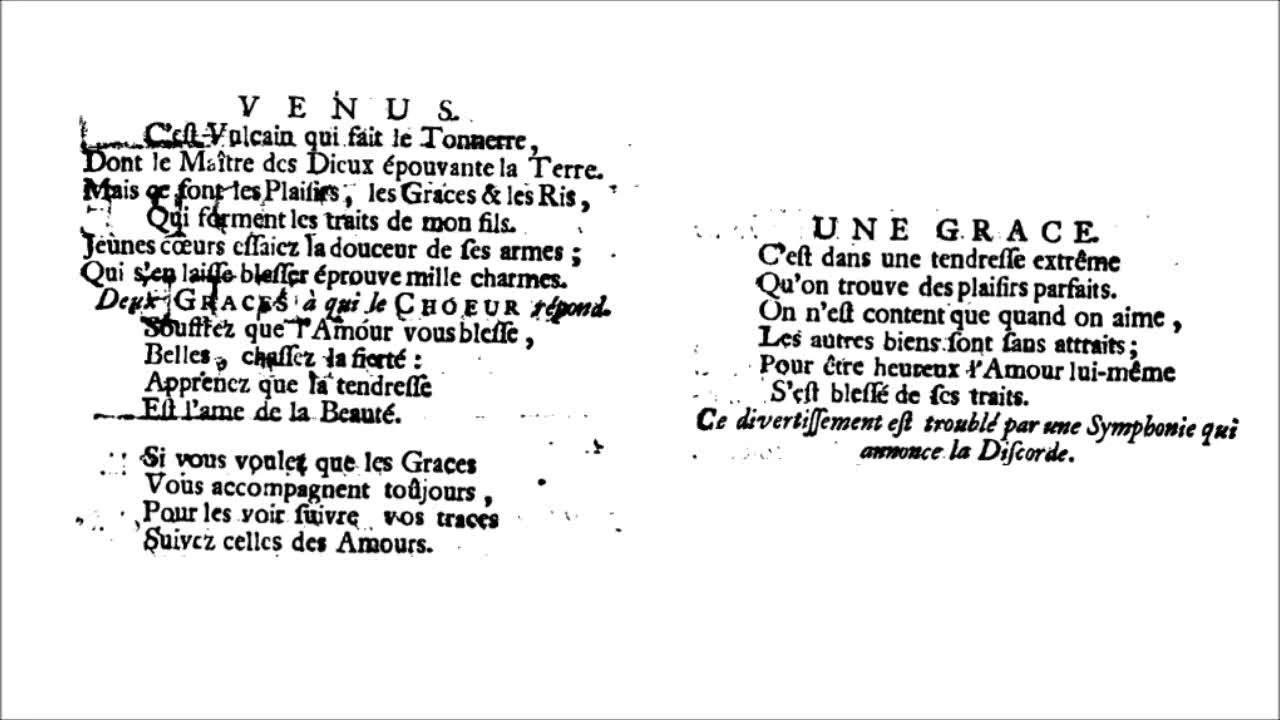 VENUS.
C'eſt Vulcain qui fait le Tonnerre,
Dont le Maître des Dieux épouvante la Terre.
Mais ce ſont les Plaiſirs, les Graces & les Ris,
Qui forment les traits de mon fils.
Jeunes cœurs eſſaiez la douceur de ſes armes;
Qui s'en laiſſe bleſſer éprouve mille charmes.
Deux GRACES à qui le CHOEUR répond.
Souffrez que l'Amour vous bleſſe,
Belles, chaſſez la fierté:
Apprenez que la tendreſſe
Eſt l'ame de la Beauté.
Si vous voulez que les Graces
Vous accompagnent toûjours,
Pour les voir ſuivre vos traces
Suivez celles des Amours.
UNE GRACE.
C'eſt dans une tendreſſe extrême
Qu'on trouve des plaiſirs parfaits.
On n'eſt content que quand on aime,
Les autres biens ſont ſans attraits;
Pour être heureux l'Amour lui-même
S'eſt bleſſé de ſes traits.
Ce divertiſſement eſt troublé par une Symphonie qui
annonce la Diſcorde.